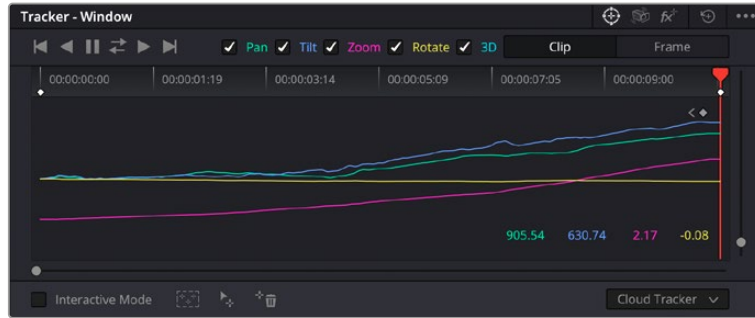 Tracker - Window
Pan Tilt Zoom Rotate 3D Clip Frame
00:00:00:00 00:00:01:19 00:00:03:14 00:00:05:09 00:00:07:05 00:00:09:00
905.54 630.74 2.17 -0.08
Interactive Mode Cloud Tracker